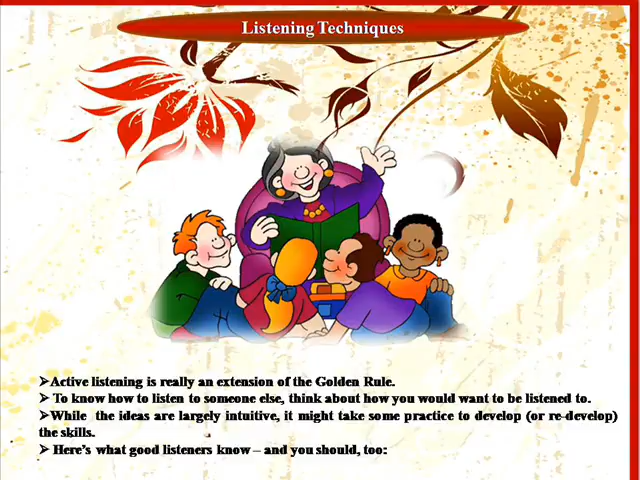 Listening Techniques
➢Active listening is really an extension of the Golden Rule.
➢ To know how to listen to someone else, think about how you would want to be listened to.
➢While the ideas are largely intuitive, it might take some practice to develop (or re-develop)
the skills.
➢ Here's what good listeners know – and you should, too: